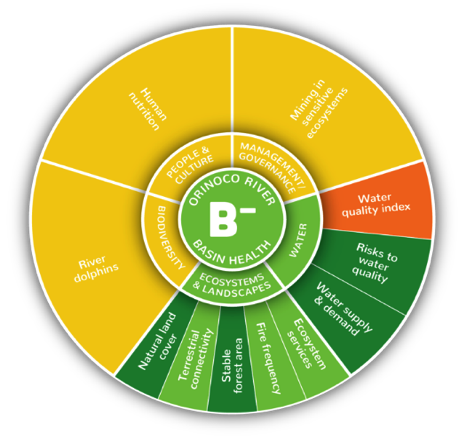 Human
nutrition
Mining in
sensitive
ecosystems
PEOPLE &
CULTURE
MANAGEMENT/
GOVERNANCE
ORINOCO RIVER
B-
BASIN HEALTH
BIODIVERSITY
WATER
ECOSYSTEMS
& LANDSCAPES
Water
quality index
Risks to
water
quality
Water supply
& demand
River
dolphins
Natural land
cover
Terrestrial
connectivity
Stable
forest area
Fire frequency
Ecosystem
services